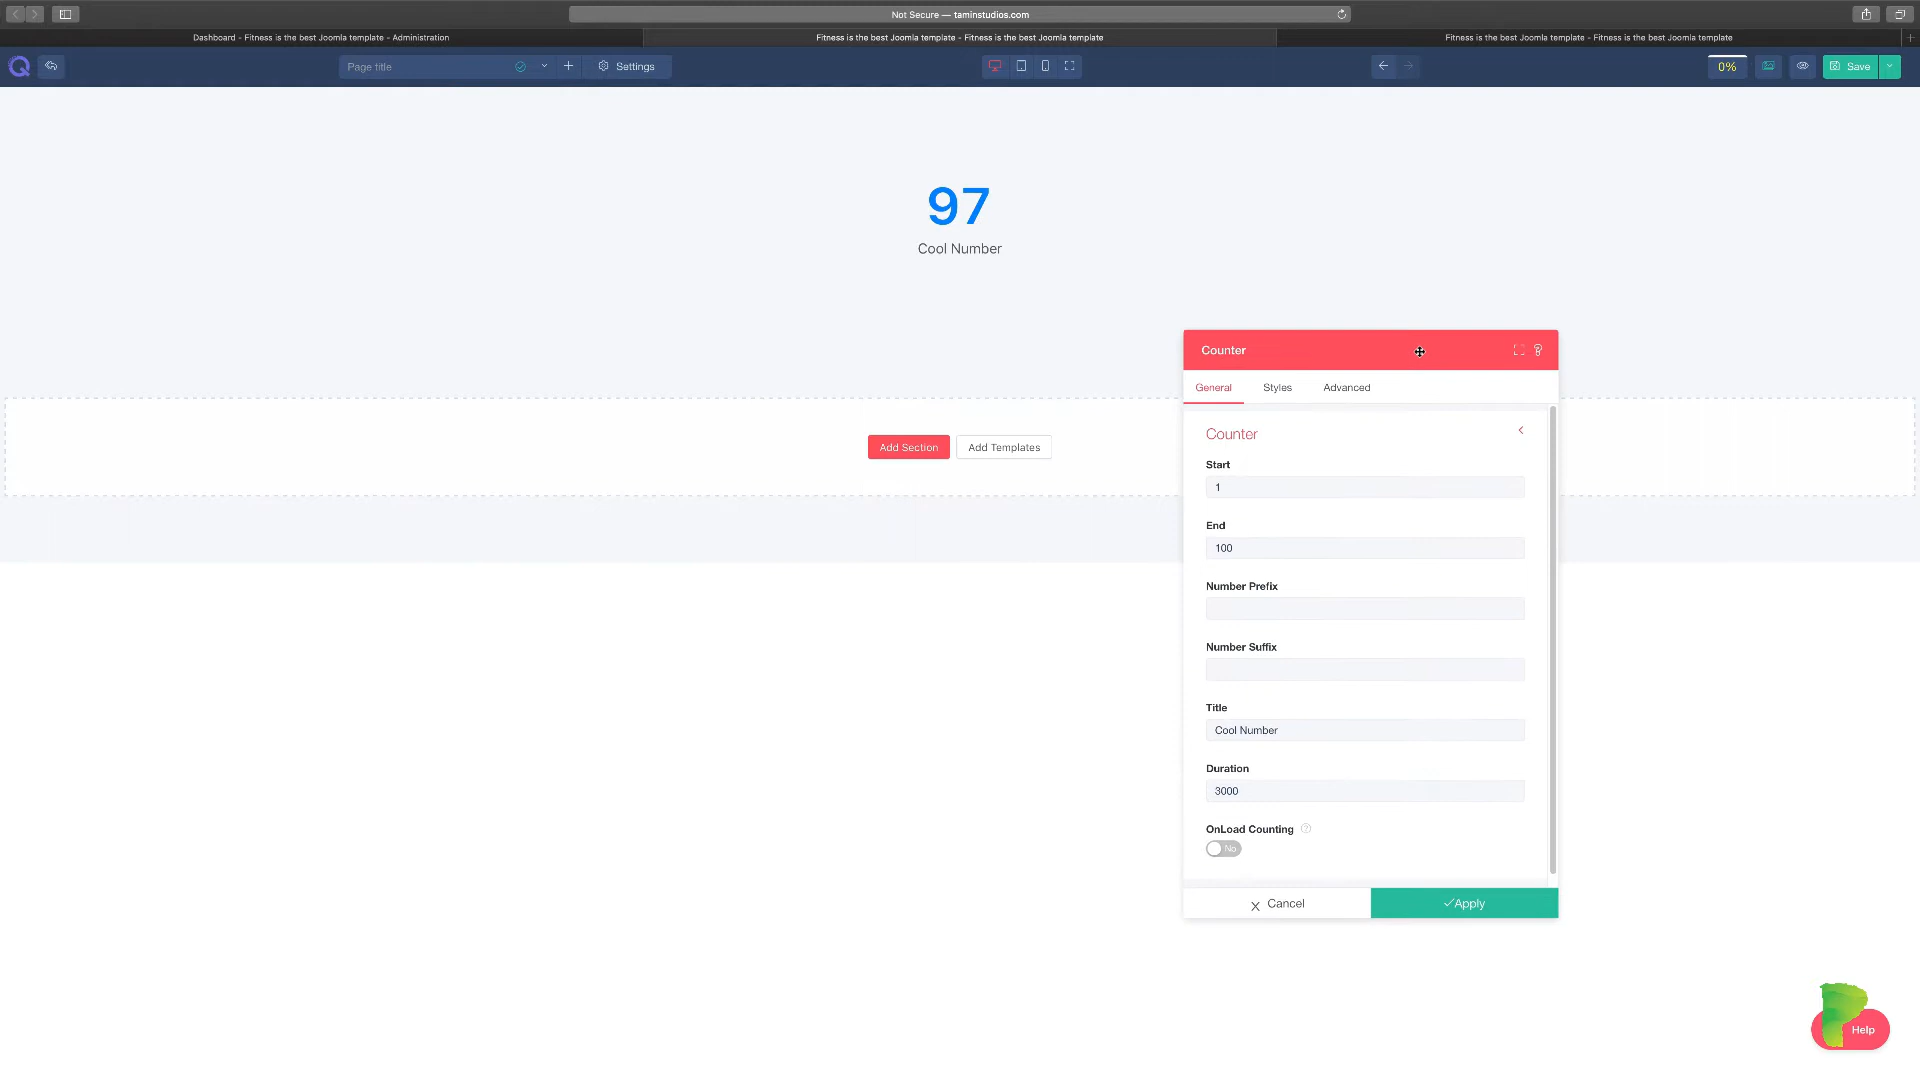 Not Secure — taminstudios.com
Dashboard - Fitness is the best Joomla template - Administration
Fitness is the best Joomla template - Fitness is the best Joomla template
Fitness is the best Joomla template - Fitness is the best Joomla template
Page title
Settings
0%
Save
97
Cool Number
Add Section
Add Templates
Counter
General
Styles
Advanced
Counter
Start
1
End
100
Number Prefix
Number Suffix
Title
Cool Number
Duration
3000
OnLoad Counting
No
Cancel
Apply
Help